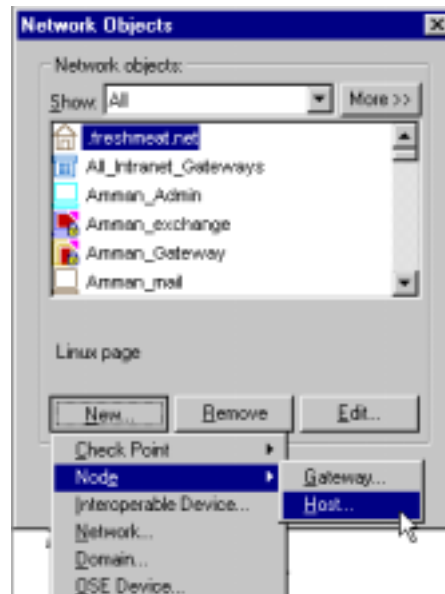 Network Objects
Network objects:
Show: All
More >>
.freshmeat.net
All_Intranet_Gateways
Amman_Admin
Amman_exchange
Amman_Gateway
Amman_mail
Linux page
New... Remove Edit...
Check Point
Node
Gateway...
Interoperable Device...
Host...
Network...
Domain...
OSE Device...